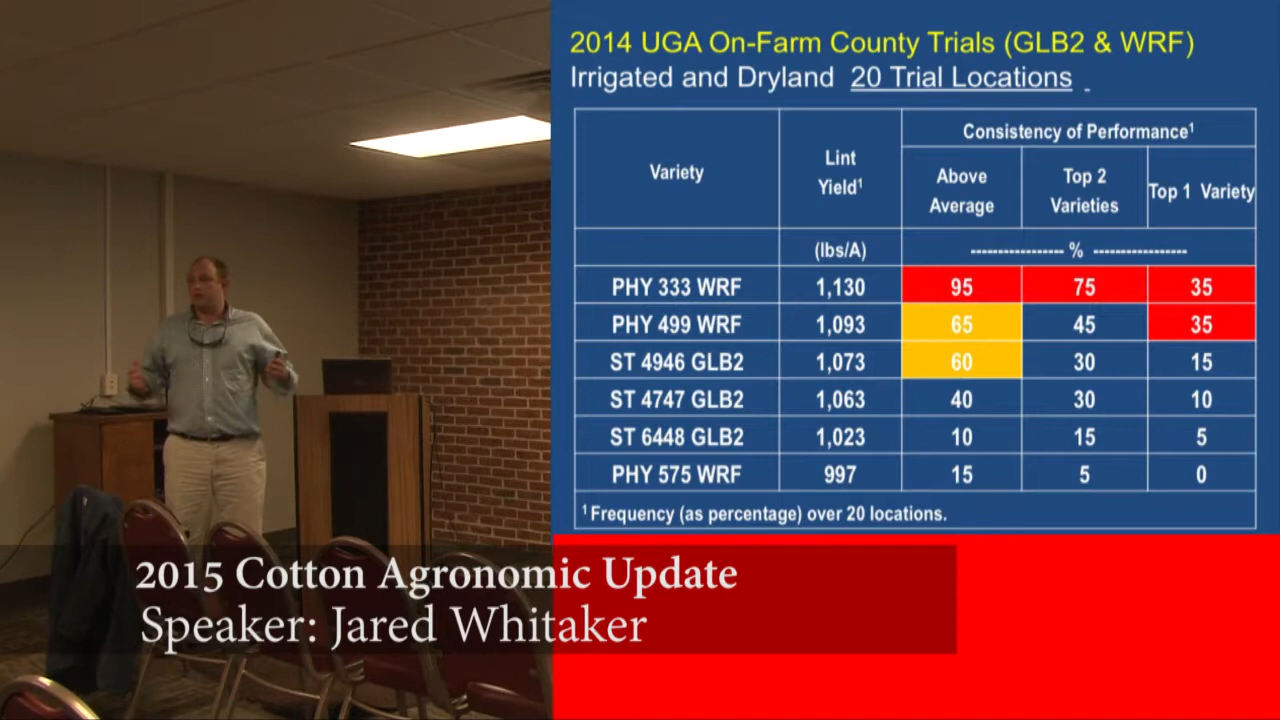 2014 UGA On-Farm County Trials (GLB2 & WRF)
Irrigated and Dryland 20 Trial Locations
Variety Lint Yield¹ Consistency of Performance¹
Above Average Top 2 Varieties Top 1 Variety
(lbs/A) ----------------- % -----------------
PHY 333 WRF 1,130 95 75 35
PHY 499 WRF 1,093 65 45 35
ST 4946 GLB2 1,073 60 30 15
ST 4747 GLB2 1,063 40 30 10
ST 6448 GLB2 1,023 10 15 5
PHY 575 WRF 997 15 5 0
¹ Frequency (as percentage) over 20 locations.
2015 Cotton Agronomic Update
Speaker: Jared Whitaker